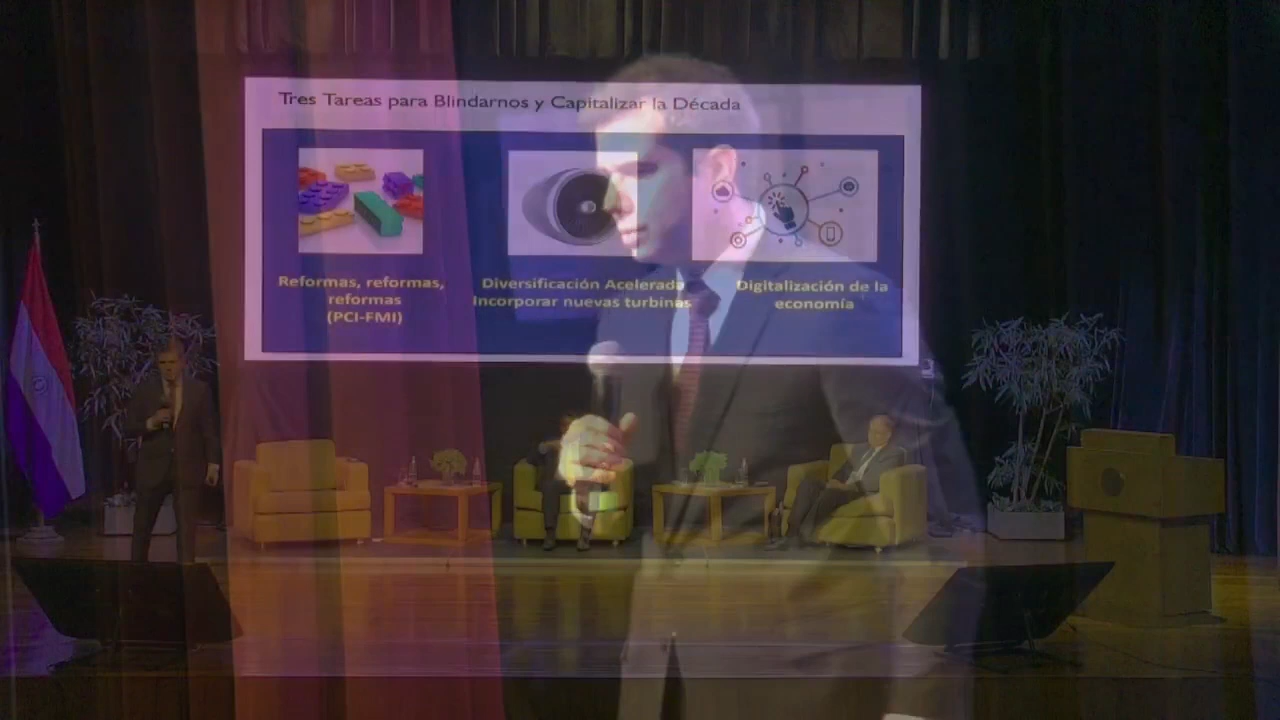 Tres Tareas para Blindarnos y Capitalizar la Década
Reformas, reformas,
reformas
(PCI-FMI)
Diversificación Acelerada
Incorporar nuevas turbinas
Digitalización de la
economía